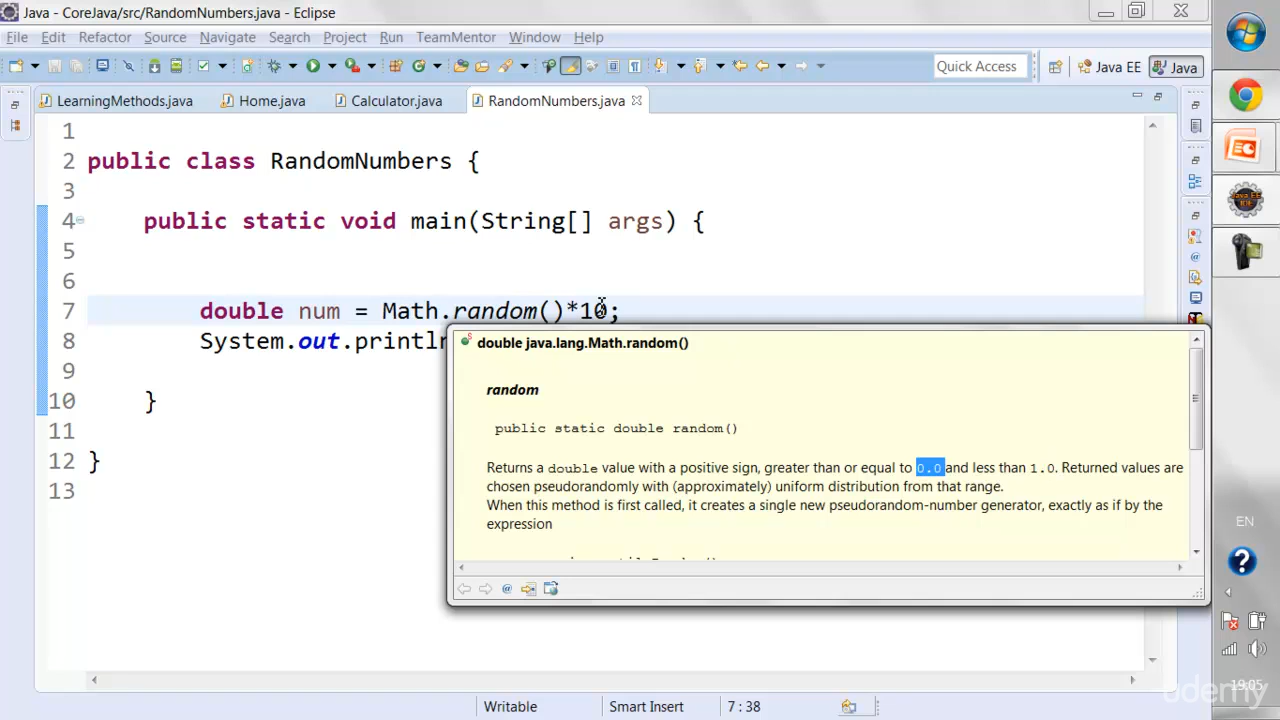 Java - CoreJava/src/RandomNumbers.java - Eclipse
File Edit Refactor Source Navigate Search Project Run TeamMentor Window Help
Quick Access Java EE Java
LearningMethods.java Home.java Calculator.java RandomNumbers.java
1
2 public class RandomNumbers {
3
4 public static void main(String[] args) {
5
6
7 double num = Math.random()*10;
8 System.out.println
9
10 }
11
12 }
13
double java.lang.Math.random()
random
public static double random()
Returns a double value with a positive sign, greater than or equal to 0.0 and less than 1.0. Returned values are
chosen pseudorandomly with (approximately) uniform distribution from that range.
When this method is first called, it creates a single new pseudorandom-number generator, exactly as if by the
expression
Writable Smart Insert 7 : 38
EN
19:05
udemy